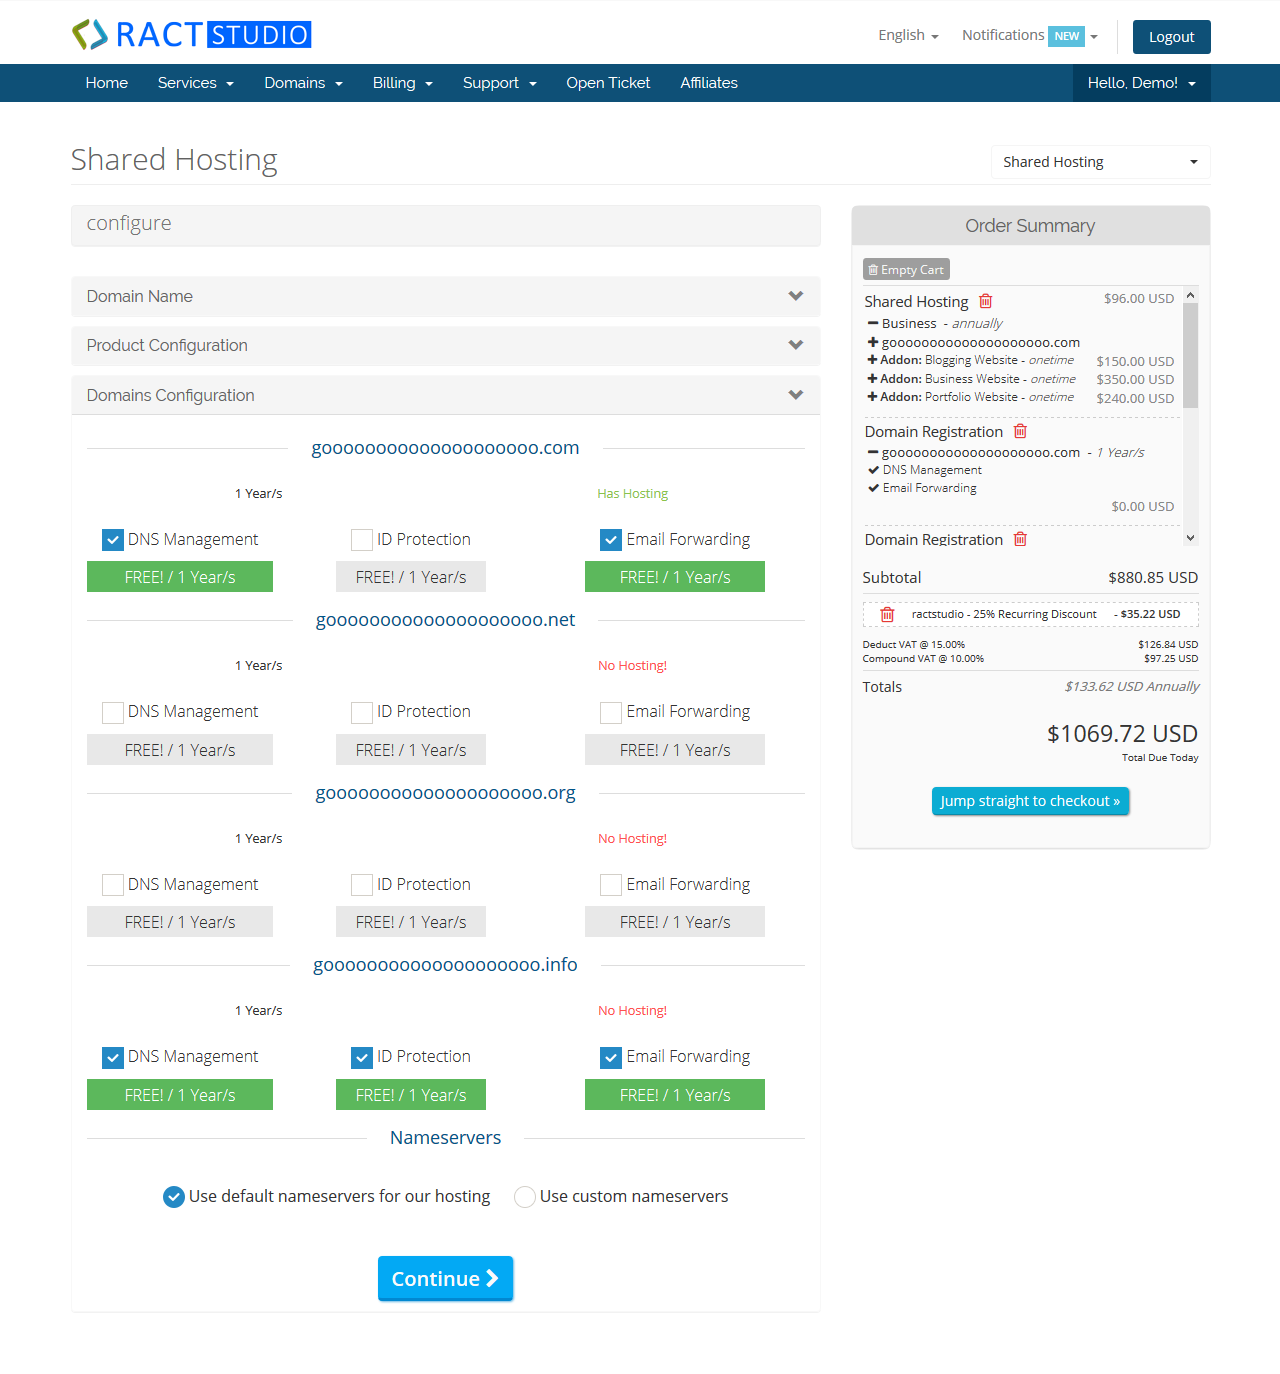 RACT STUDIO
English
Notifications NEW
Logout
Home Services Domains Billing Support Open Ticket Affiliates Hello, Demo!
Shared Hosting
Shared Hosting
configure
Domain Name
Product Configuration
Domains Configuration
goooooooooooooooooooo.com
1 Year/s Has Hosting
DNS Management ID Protection Email Forwarding
FREE! / 1 Year/s FREE! / 1 Year/s FREE! / 1 Year/s
goooooooooooooooooooo.net
1 Year/s No Hosting!
DNS Management ID Protection Email Forwarding
FREE! / 1 Year/s FREE! / 1 Year/s FREE! / 1 Year/s
goooooooooooooooooooo.org
1 Year/s No Hosting!
DNS Management ID Protection Email Forwarding
FREE! / 1 Year/s FREE! / 1 Year/s FREE! / 1 Year/s
goooooooooooooooooooo.info
1 Year/s No Hosting!
DNS Management ID Protection Email Forwarding
FREE! / 1 Year/s FREE! / 1 Year/s FREE! / 1 Year/s
Nameservers
Use default nameservers for our hosting Use custom nameservers
Continue
Order Summary
Empty Cart
Shared Hosting $96.00 USD
Business - annually
goooooooooooooooooooo.com
Addon: Blogging Website - onetime $150.00 USD
Addon: Business Website - onetime $350.00 USD
Addon: Portfolio Website - onetime $240.00 USD
Domain Registration
goooooooooooooooooooo.com - 1 Year/s
DNS Management
Email Forwarding
$0.00 USD
Domain Registration
Subtotal $880.85 USD
ractstudio - 25% Recurring Discount - $35.22 USD
Deduct VAT @ 15.00% $126.84 USD
Compound VAT @ 10.00% $97.25 USD
Totals $133.62 USD Annually
$1069.72 USD
Total Due Today
Jump straight to checkout »